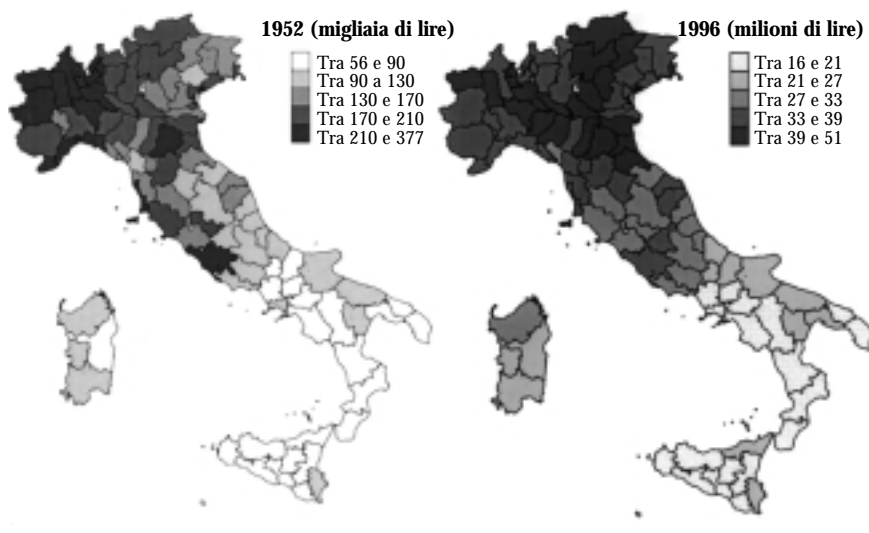 1952 (migliaia di lire)
Tra 56 e 90
Tra 90 a 130
Tra 130 e 170
Tra 170 e 210
Tra 210 e 377
1996 (milioni di lire)
Tra 16 e 21
Tra 21 e 27
Tra 27 e 33
Tra 33 e 39
Tra 39 e 51